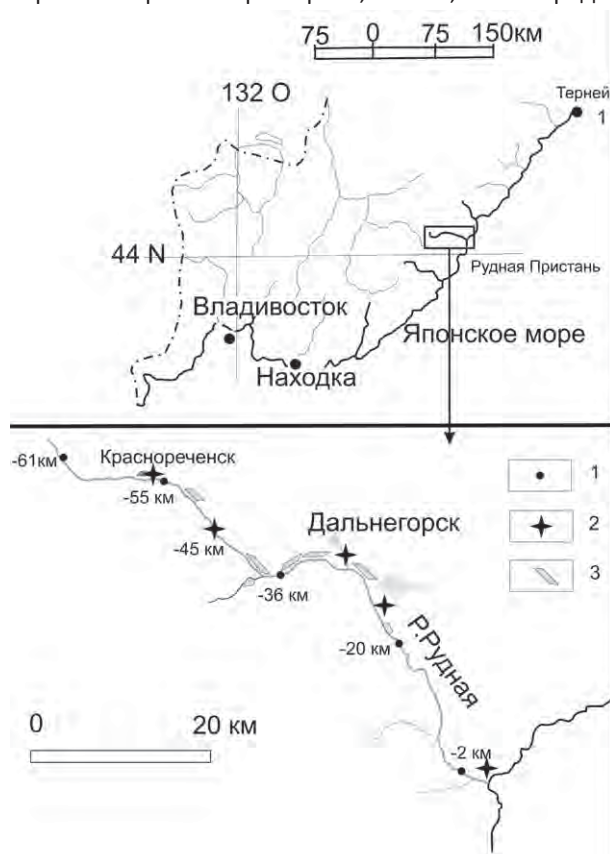 75 0 75 150км
132 O
Терней
1
44 N
Рудная Пристань
Владивосток
Японское море
Находка
-61км
Краснореченск
-55 км
1
Дальнегорск
2
-45 км
3
-36 км
Р.Рудная
-20 км
0 20 км
-2 км